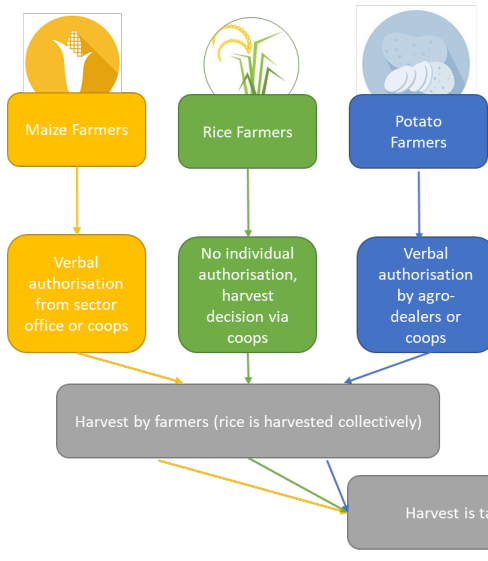 Maize Farmers
Rice Farmers
Potato
Farmers
Verbal
authorisation
from sector
office or coops
No individual
authorisation,
harvest
decision via
coops
Verbal
authorisation
by agro-
dealers or
coops
Harvest by farmers (rice is harvested collectively)
Harvest is ta